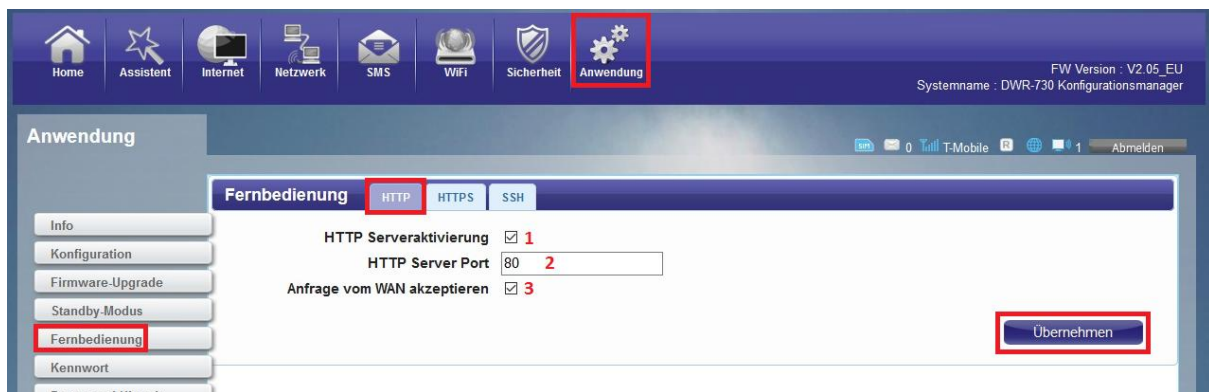 Home Assistent Internet Netzwerk SMS WiFi Sicherheit Anwendung
FW Version : V2.05_EU
Systemname : DWR-730 Konfigurationsmanager
Anwendung
SIM 0 T-Mobile R 1 Abmelden
Fernbedienung HTTP HTTPS SSH
Info
Konfiguration
Firmware-Upgrade
Standby-Modus
Fernbedienung
Kennwort
HTTP Serveraktivierung 1
HTTP Server Port 80 2
Anfrage vom WAN akzeptieren 3
Übernehmen